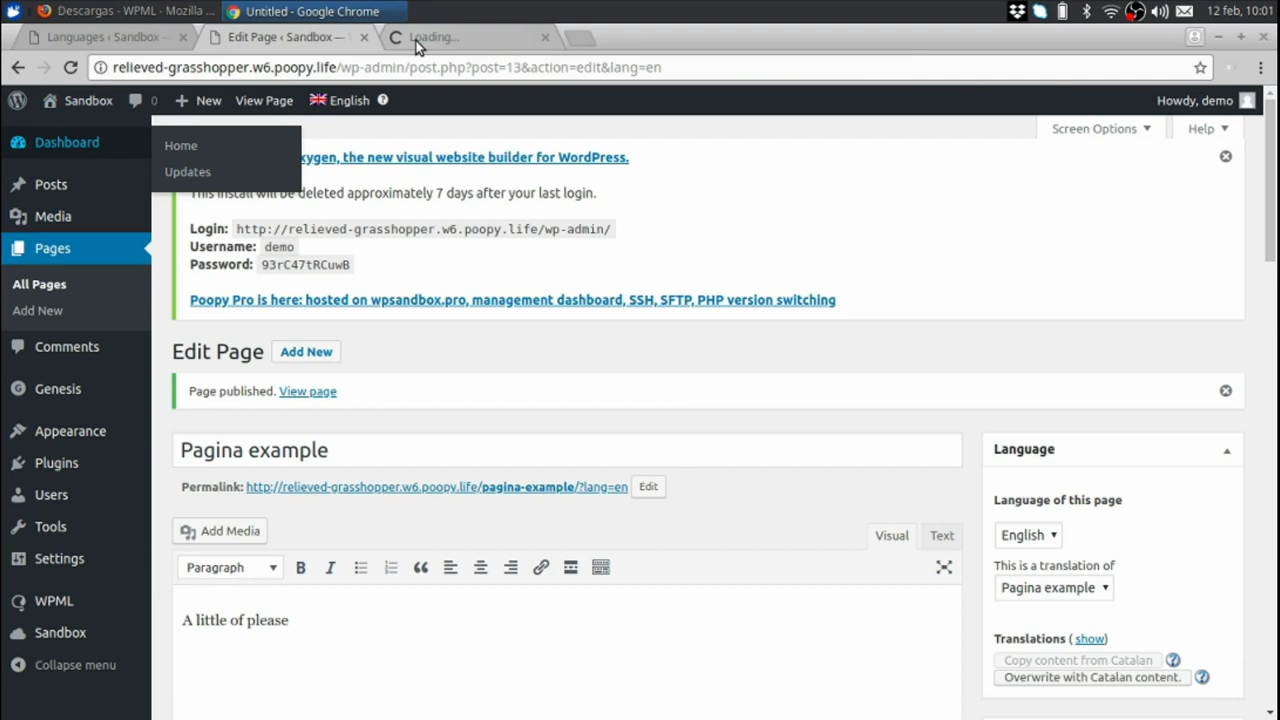 Descargas - WPML - Mozilla ... Untitled - Google Chrome 12 feb, 10:01
Languages ‹ Sandbox – Edit Page ‹ Sandbox — Loading...
relieved-grasshopper.w6.poopy.life/wp-admin/post.php?post=13&action=edit&lang=en
Sandbox 0 New View Page English Howdy, demo
Screen Options Help
Dashboard
Home
Updates
Posts
Media
Pages
All Pages
Add New
Comments
Genesis
Appearance
Plugins
Users
Tools
Settings
WPML
Sandbox
Collapse menu
xygen, the new visual website builder for WordPress.
This install will be deleted approximately 7 days after your last login.
Login: http://relieved-grasshopper.w6.poopy.life/wp-admin/
Username: demo
Password: 93rC47tRCuwB
Poopy Pro is here: hosted on wpsandbox.pro, management dashboard, SSH, SFTP, PHP version switching
Edit Page Add New
Page published. View page
Pagina example
Permalink: http://relieved-grasshopper.w6.poopy.life/pagina-example/?lang=en Edit
Add Media
Visual Text
Paragraph B I
A little of please
Language
Language of this page
English
This is a translation of
Pagina example
Translations (show)
Copy content from Catalan
Overwrite with Catalan content.